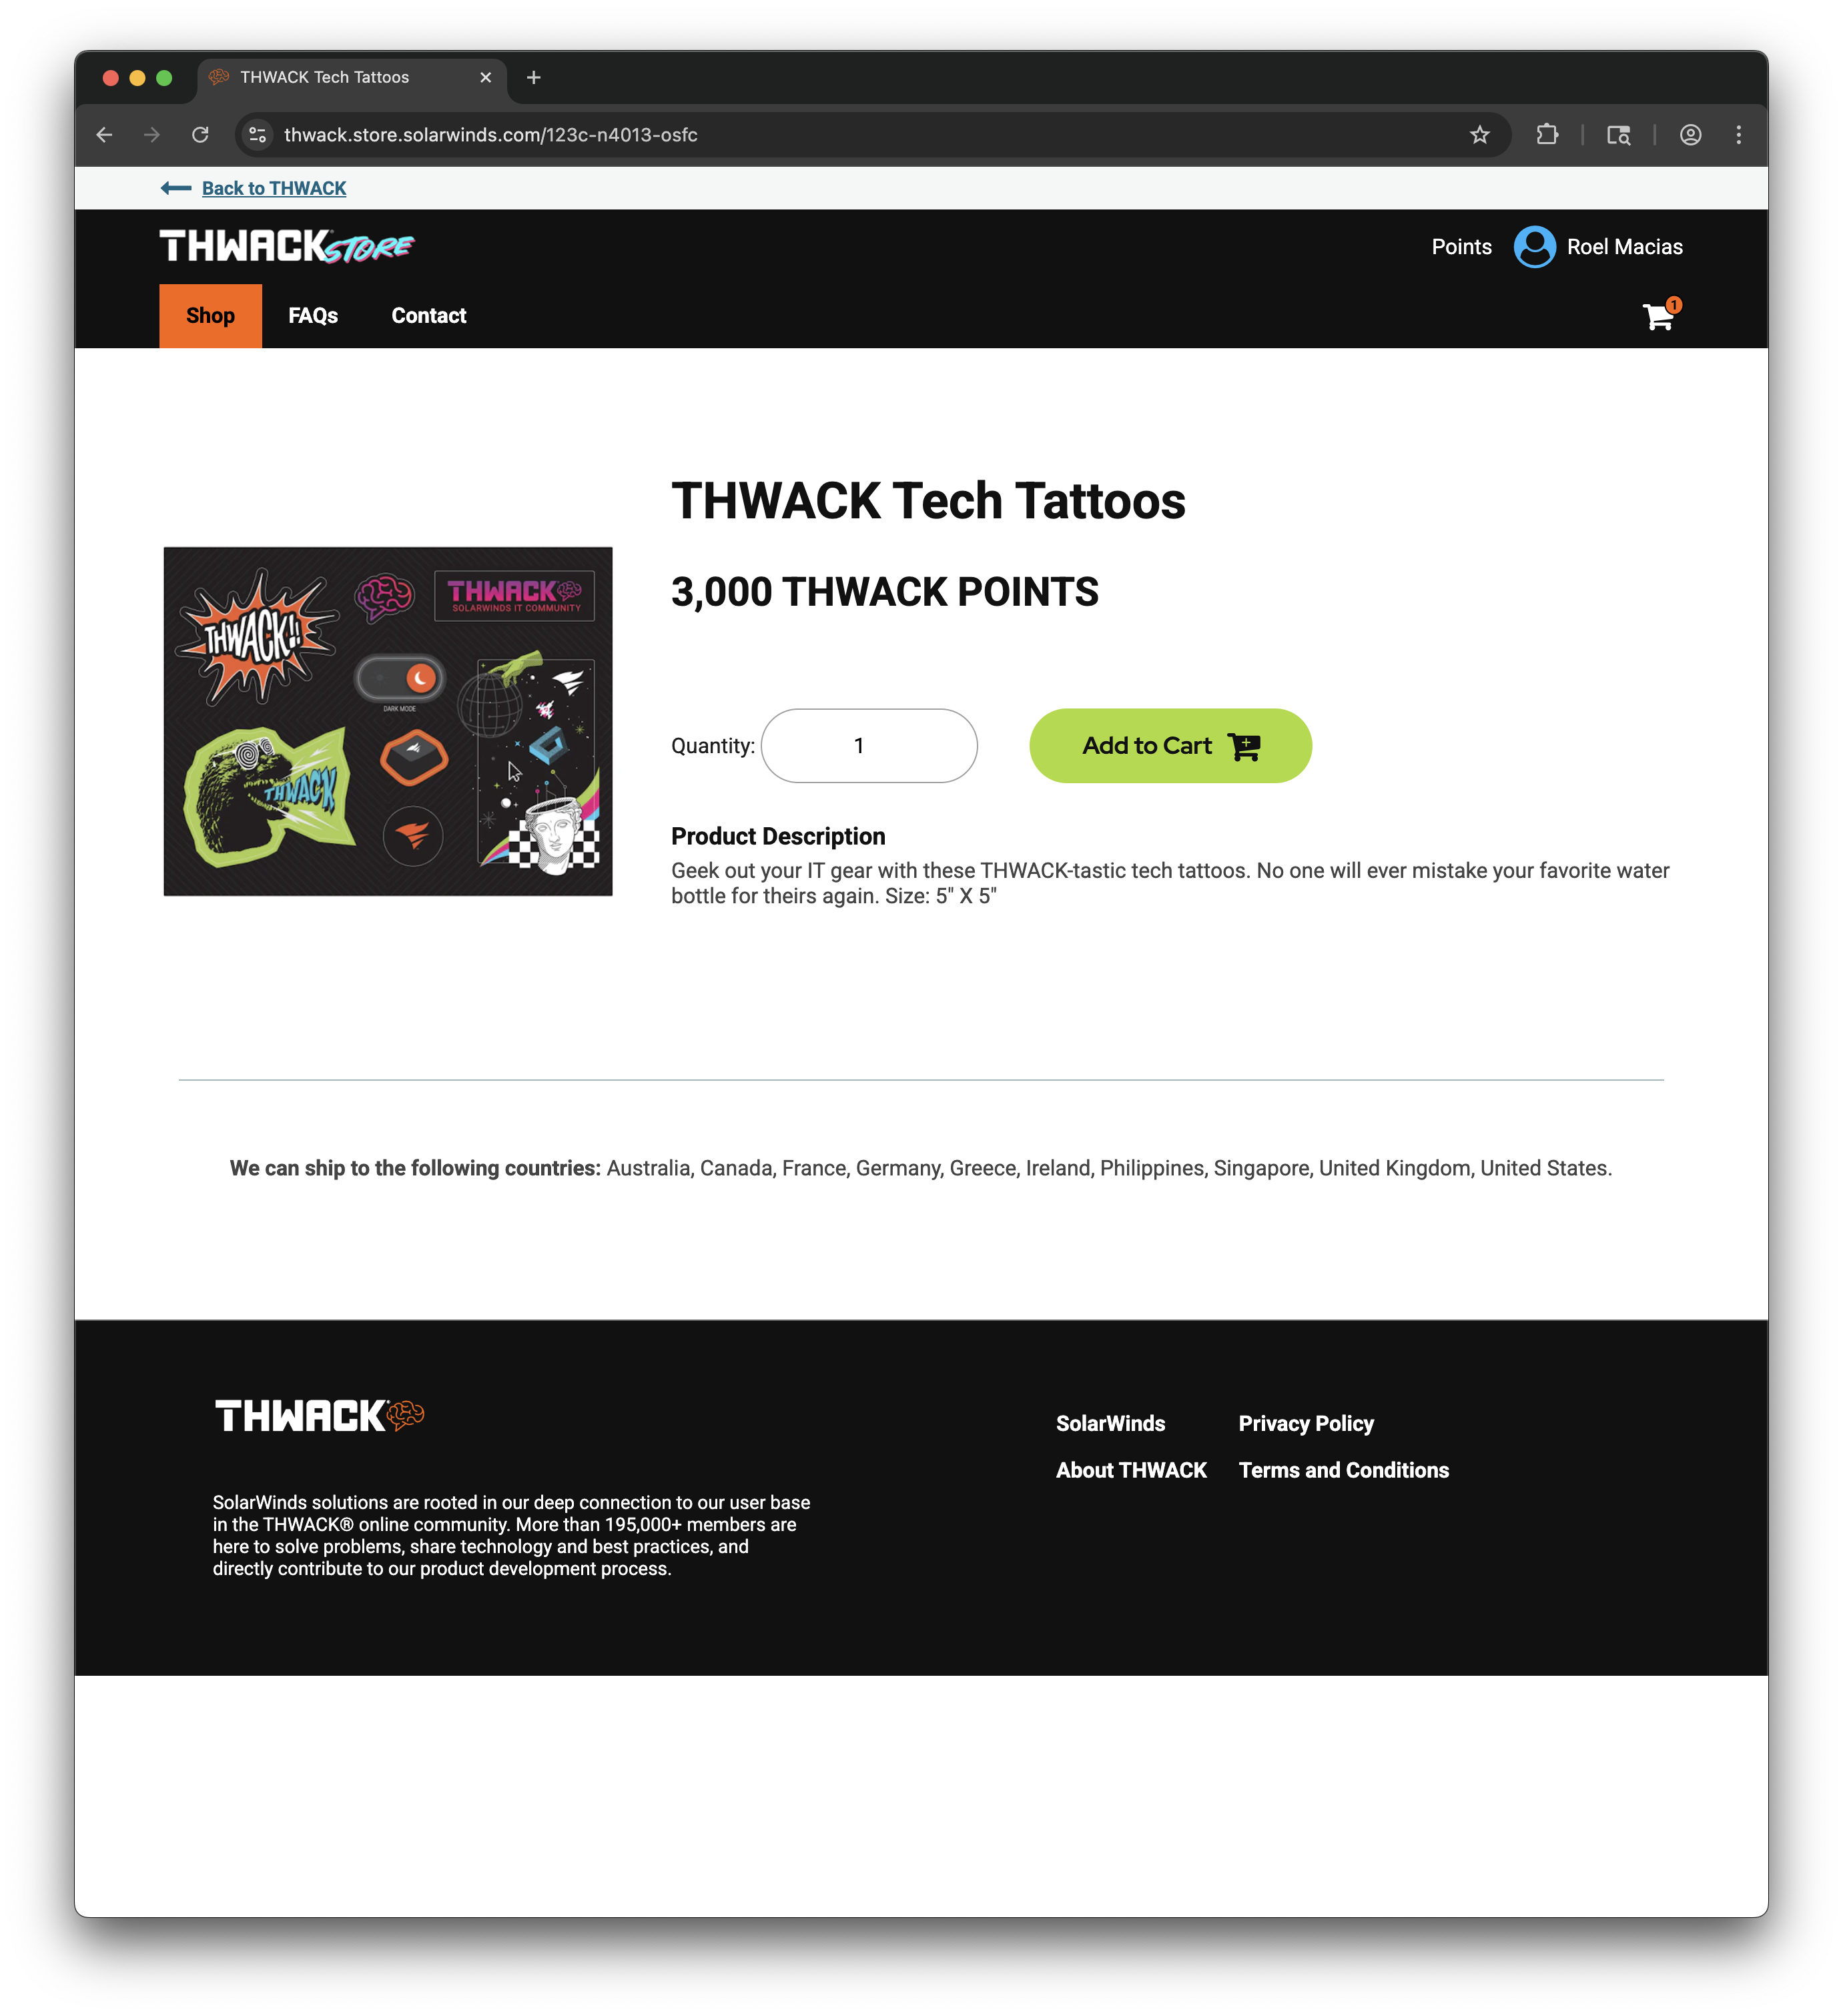 THWACK Tech Tattoos
thwack.store.solarwinds.com/123c-n4013-osfc
Back to THWACK
THWACK STORE
Points
Roel Macias
Shop
FAQs
Contact
1
THWACK Tech Tattoos
3,000 THWACK POINTS
THWACK!!
THWACK
SOLARWINDS IT COMMUNITY
DARK MODE
THWACK
Quantity: 1
Add to Cart
Product Description
Geek out your IT gear with these THWACK-tastic tech tattoos. No one will ever mistake your favorite water
bottle for theirs again. Size: 5" X 5"
We can ship to the following countries: Australia, Canada, France, Germany, Greece, Ireland, Philippines, Singapore, United Kingdom, United States.
THWACK
SolarWinds
Privacy Policy
About THWACK
Terms and Conditions
SolarWinds solutions are rooted in our deep connection to our user base
in the THWACK® online community. More than 195,000+ members are
here to solve problems, share technology and best practices, and
directly contribute to our product development process.